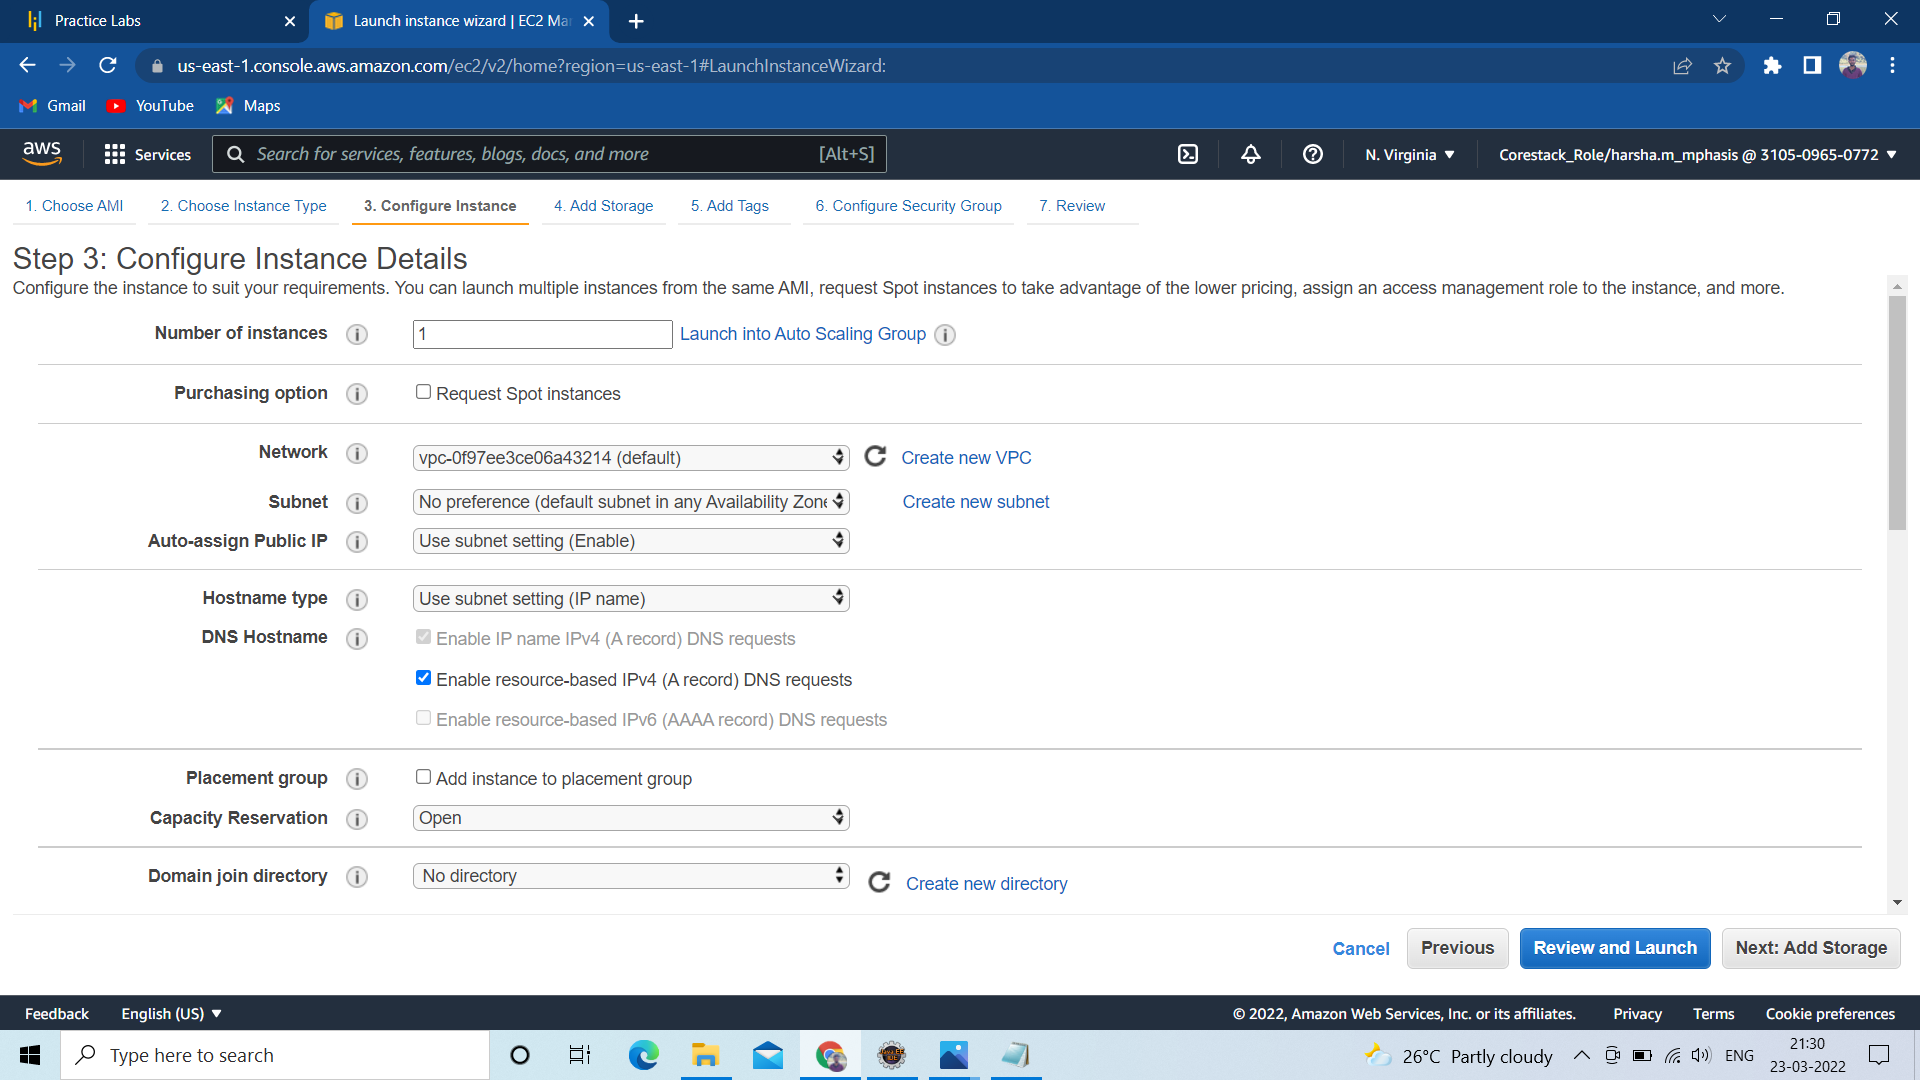 Practice Labs
Launch instance wizard | EC2 Mar
us-east-1.console.aws.amazon.com/ec2/v2/home?region=us-east-1#LaunchInstanceWizard:
Gmail YouTube Maps
aws Services Search for services, features, blogs, docs, and more [Alt+S] N. Virginia ▼ Corestack_Role/harsha.m_mphasis @ 3105-0965-0772 ▼
1. Choose AMI 2. Choose Instance Type 3. Configure Instance 4. Add Storage 5. Add Tags 6. Configure Security Group 7. Review
Step 3: Configure Instance Details
Configure the instance to suit your requirements. You can launch multiple instances from the same AMI, request Spot instances to take advantage of the lower pricing, assign an access management role to the instance, and more.
Number of instances i 1 Launch into Auto Scaling Group i
Purchasing option i Request Spot instances
Network i vpc-0f97ee3ce06a43214 (default) Create new VPC
Subnet i No preference (default subnet in any Availability Zone Create new subnet
Auto-assign Public IP i Use subnet setting (Enable)
Hostname type i Use subnet setting (IP name)
DNS Hostname i Enable IP name IPv4 (A record) DNS requests
Enable resource-based IPv4 (A record) DNS requests
Enable resource-based IPv6 (AAAA record) DNS requests
Placement group i Add instance to placement group
Capacity Reservation i Open
Domain join directory i No directory Create new directory
Cancel Previous Review and Launch Next: Add Storage
Feedback English (US) ▼ © 2022, Amazon Web Services, Inc. or its affiliates. Privacy Terms Cookie preferences
Type here to search 26°C Partly cloudy ENG 21:30
23-03-2022